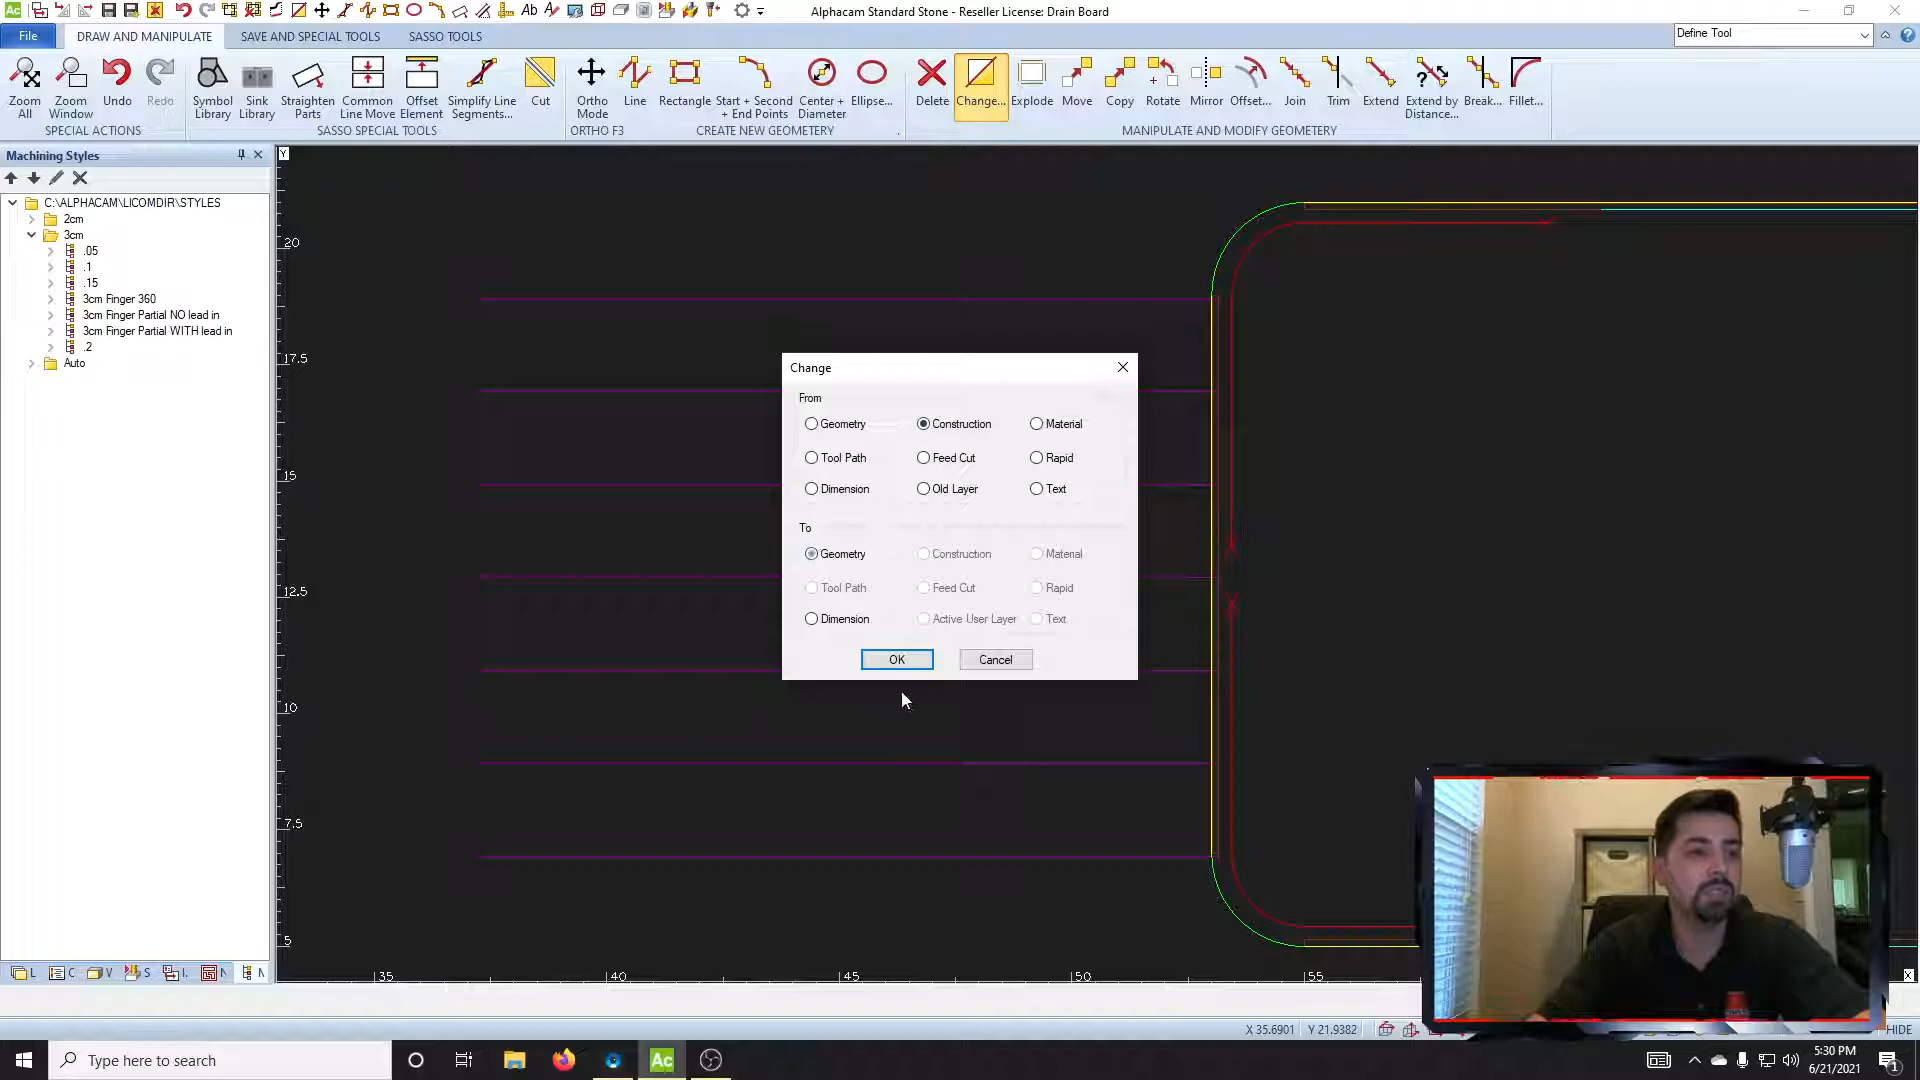 Alphacam Standard Stone - Reseller License: Drain Board
File
DRAW AND MANIPULATE
SAVE AND SPECIAL TOOLS
SASSO TOOLS
Define Tool
Zoom All
Zoom Window
Undo
Redo
SPECIAL ACTIONS
Symbol Library
Sink Library
Straighten Parts
Common Line Move
Offset Element
Simplify Line Segments...
Cut
SASSO SPECIAL TOOLS
Ortho Mode
ORTHO F3
Line
Rectangle
Start + Second + End Points
Center + Diameter
Ellipse...
CREATE NEW GEOMETRY
Delete
Change...
Explode
Move
Copy
Rotate
Mirror
Offset...
Join
Trim
Extend
Extend by Distance...
Break...
Fillet...
MANIPULATE AND MODIFY GEOMETRY
Machining Styles
C:\ALPHACAM\LICOMDIR\STYLES
2cm
3cm
.05
.1
.15
3cm Finger 360
3cm Finger Partial NO lead in
3cm Finger Partial WITH lead in
.2
Auto
Y
20
17.5
15
12.5
10
7.5
5
35
40
45
50
55
X
Change
From
Geometry
Construction
Material
Tool Path
Feed Cut
Rapid
Dimension
Old Layer
Text
To
Geometry
Construction
Material
Tool Path
Feed Cut
Rapid
Dimension
Active User Layer
Text
OK
Cancel
X 35.6901
Y 21.9382
HIDE
Type here to search
Ac
5:30 PM
6/21/2021